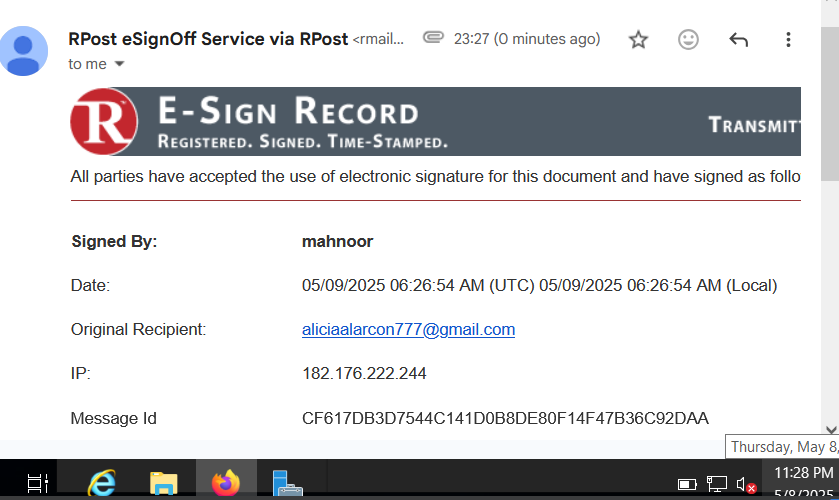 RPost eSignOff Service via RPost <rmail... 23:27 (0 minutes ago)
to me
R E-Sign Record
Registered. Signed. Time-Stamped. Transmit
All parties have accepted the use of electronic signature for this document and have signed as follo
Signed By: mahnoor
Date: 05/09/2025 06:26:54 AM (UTC) 05/09/2025 06:26:54 AM (Local)
Original Recipient: aliciaalarcon777@gmail.com
IP: 182.176.222.244
Message Id CF617DB3D7544C141D0B8DE80F14F47B36C92DAA
Thursday, May 8,
11:28 PM
5/8/2025